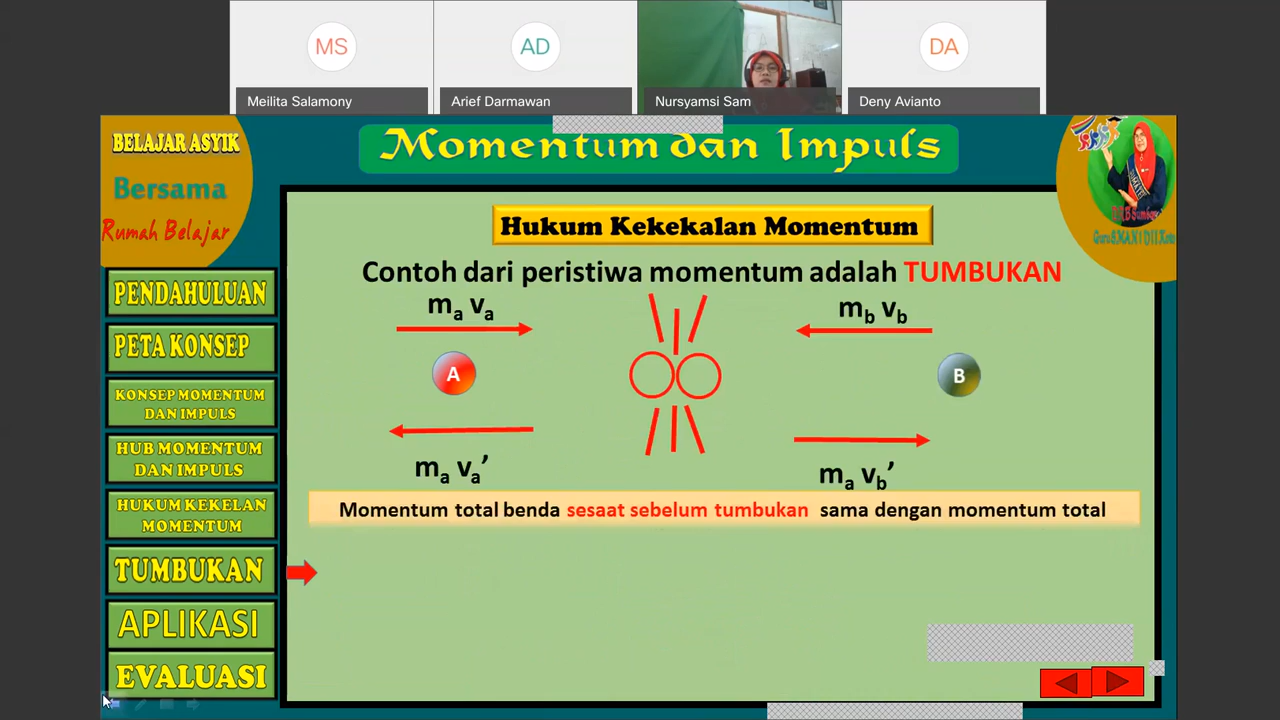 MS
AD
DA
Meilita Salamony
Arief Darmawan
Nursyamsi Sam
Deny Avianto
BELAJAR ASYIK
Bersama
Rumah Belajar
Momentum dan Impuls
Hukum Kekekalan Momentum
Contoh dari peristiwa momentum adalah TUMBUKAN
mₐ vₐ
m_b v_b
A
B
mₐ vₐ’
mₐ v_b’
Momentum total benda sesaat sebelum tumbukan sama dengan momentum total
PENDAHULUAN
PETA KONSEP
KONSEP MOMENTUM
DAN IMPULS
HUB MOMENTUM
DAN IMPULS
HUKUM KEKELAN
MOMENTUM
TUMBUKAN
APLIKASI
EVALUASI